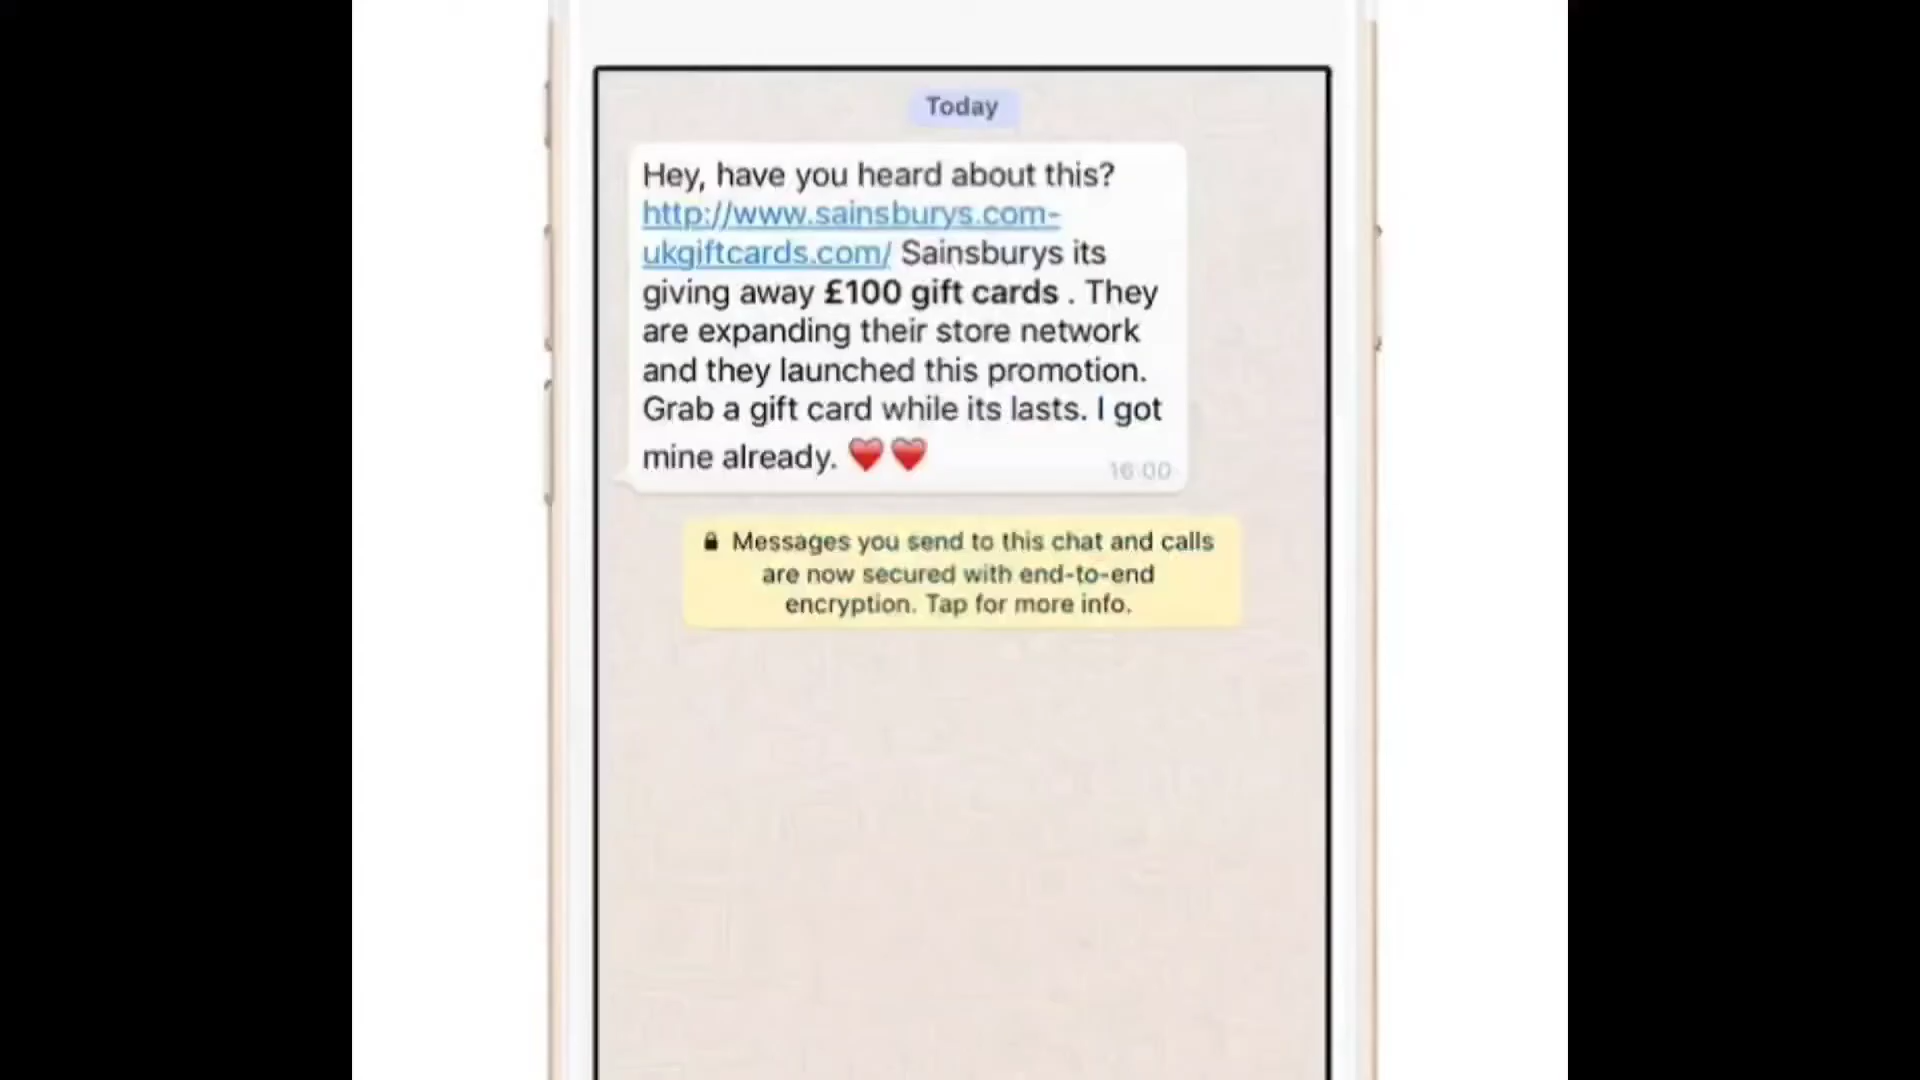 Today
Hey, have you heard about this?
http://www.sainsburys.com-
ukgiftcards.com/ Sainsburys its
giving away £100 gift cards . They
are expanding their store network
and they launched this promotion.
Grab a gift card while its lasts. I got
mine already. ❤️❤️
16:00
🔒 Messages you send to this chat and calls
are now secured with end-to-end
encryption. Tap for more info.